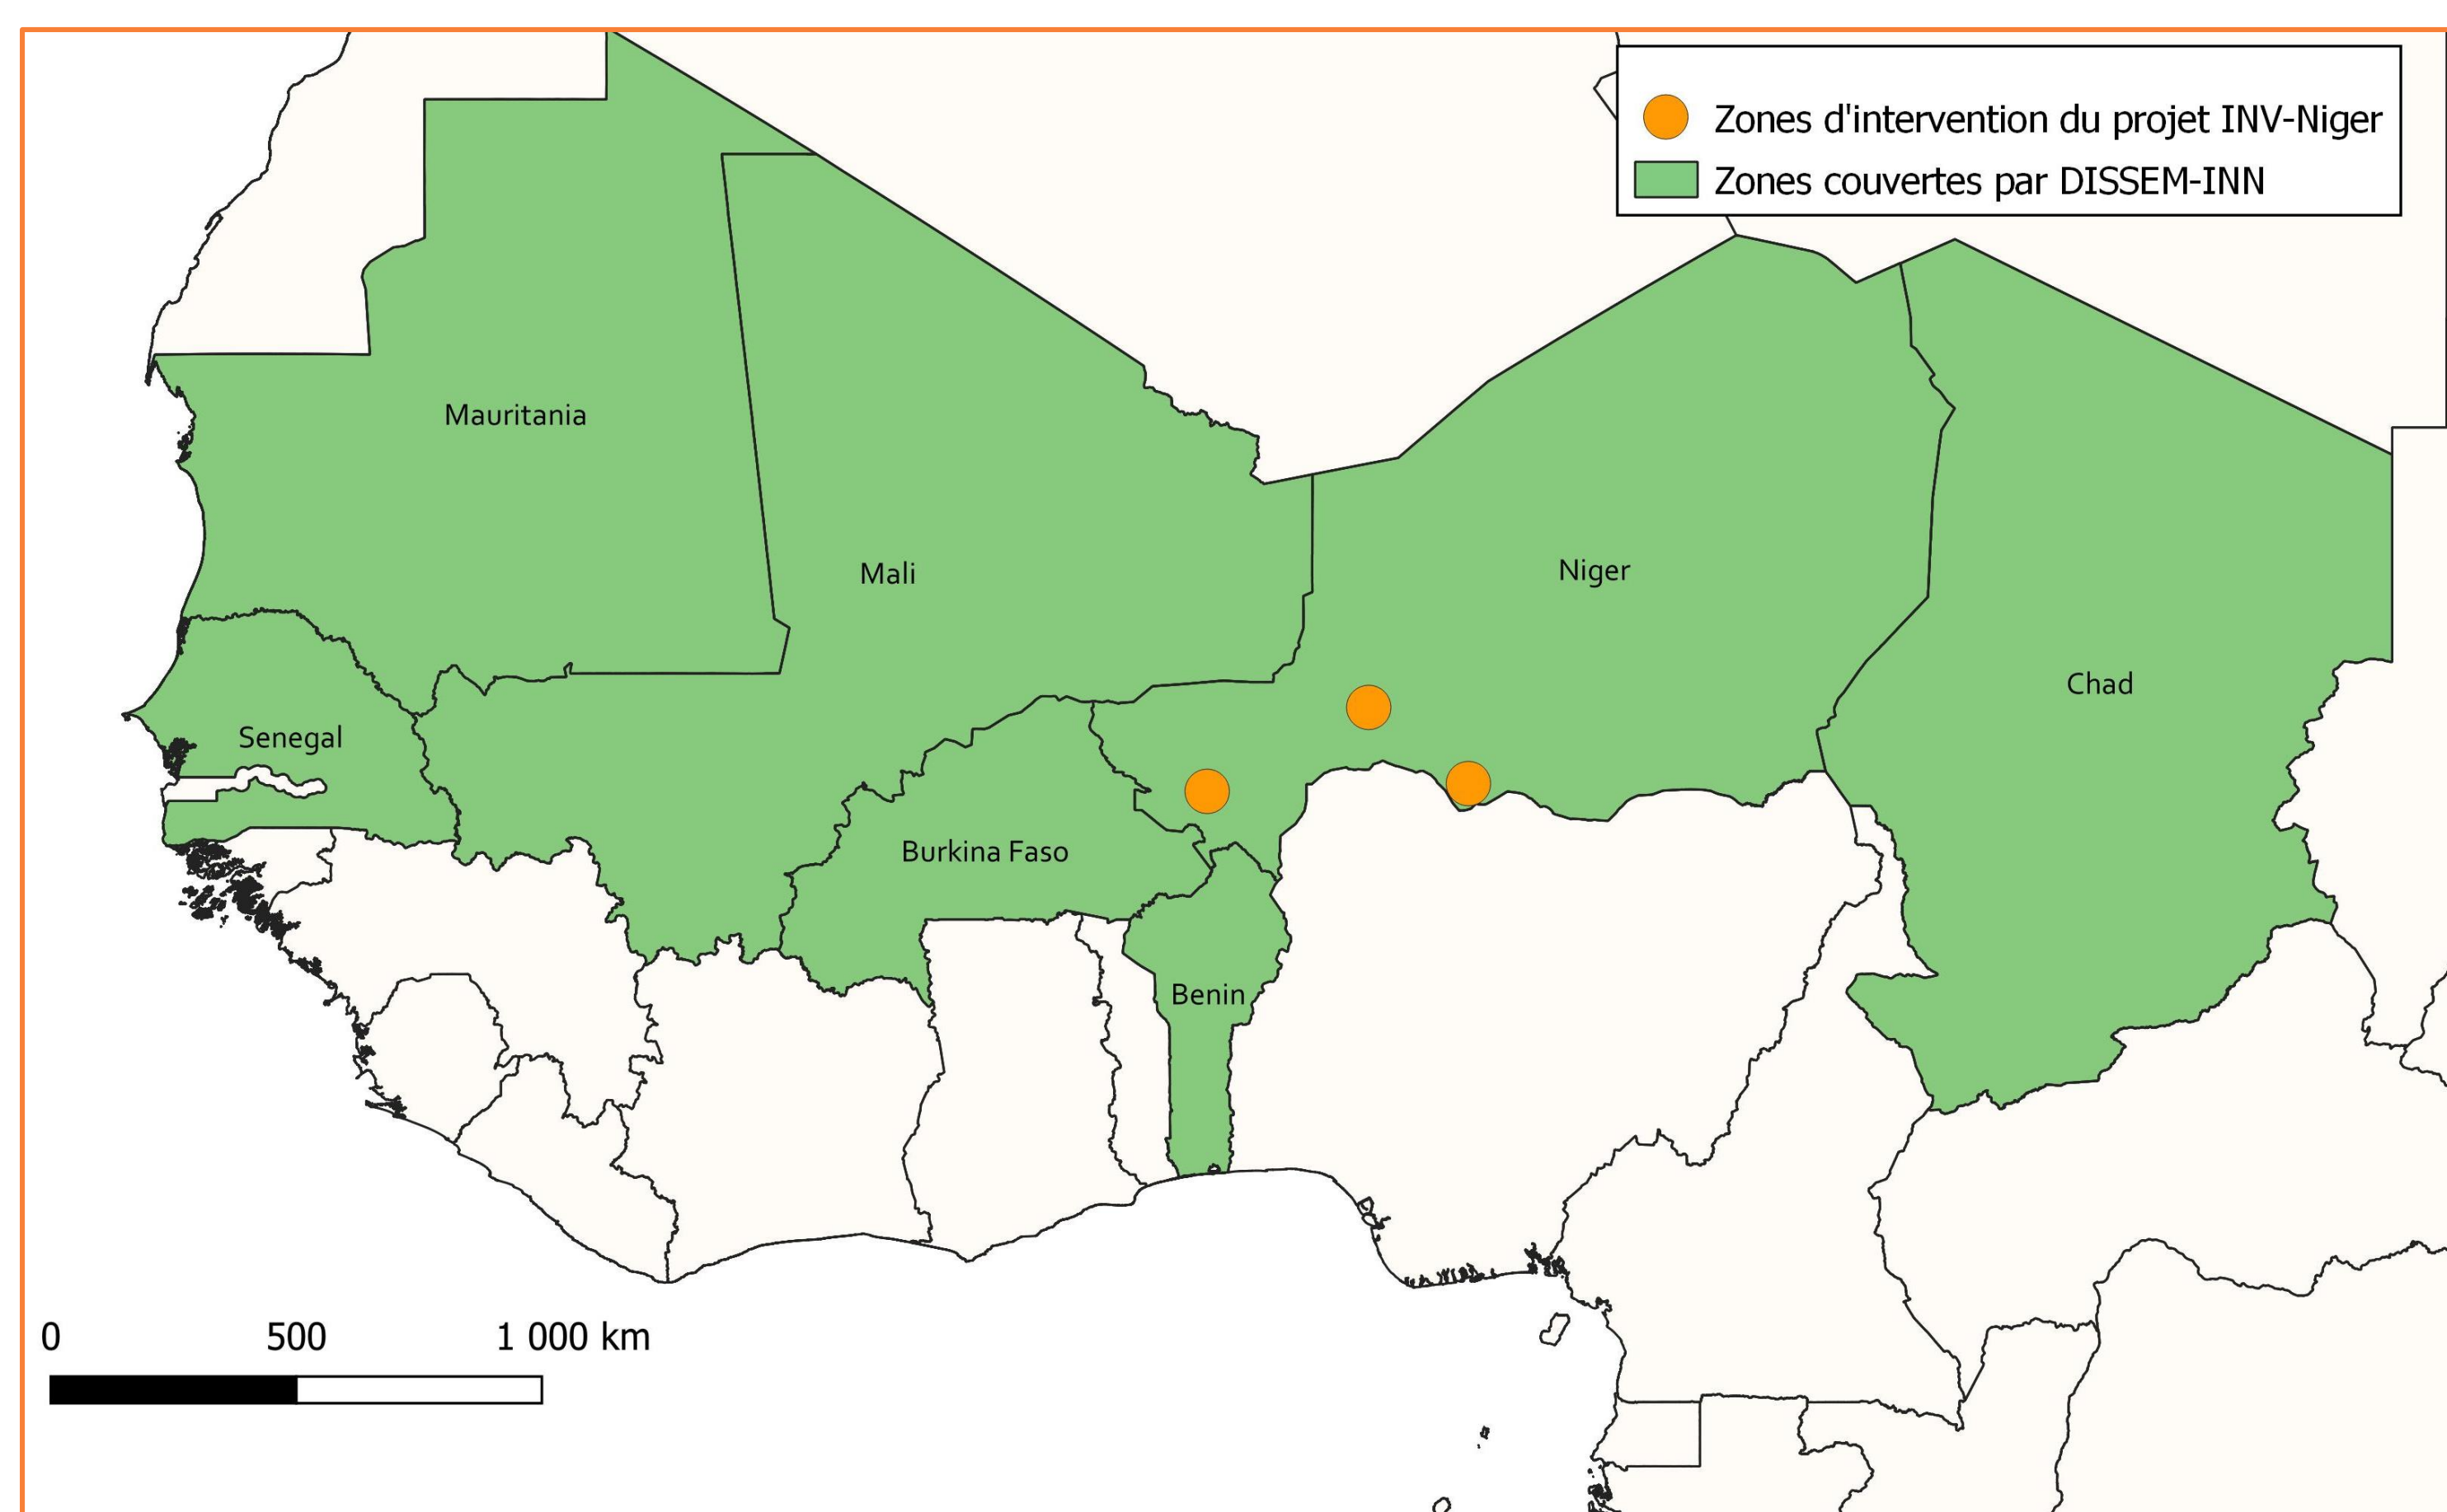 Zones d'intervention du projet INV-Niger
Zones couvertes par DISSEM-INN
Mauritania
Mali
Niger
Chad
Senegal
Burkina Faso
Benin
0 500 1 000 km